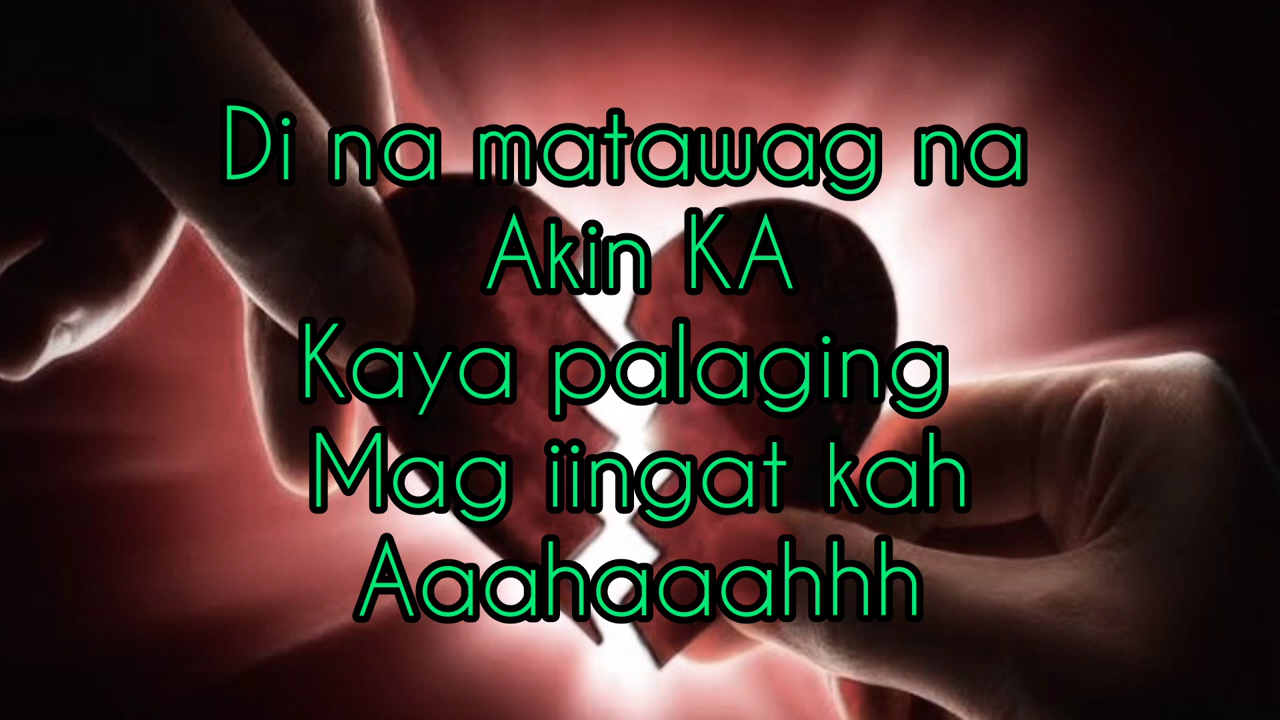 Di na matawag na
Akin KA
Kaya palaging
Mag iingat kah
Aaahaaahhh